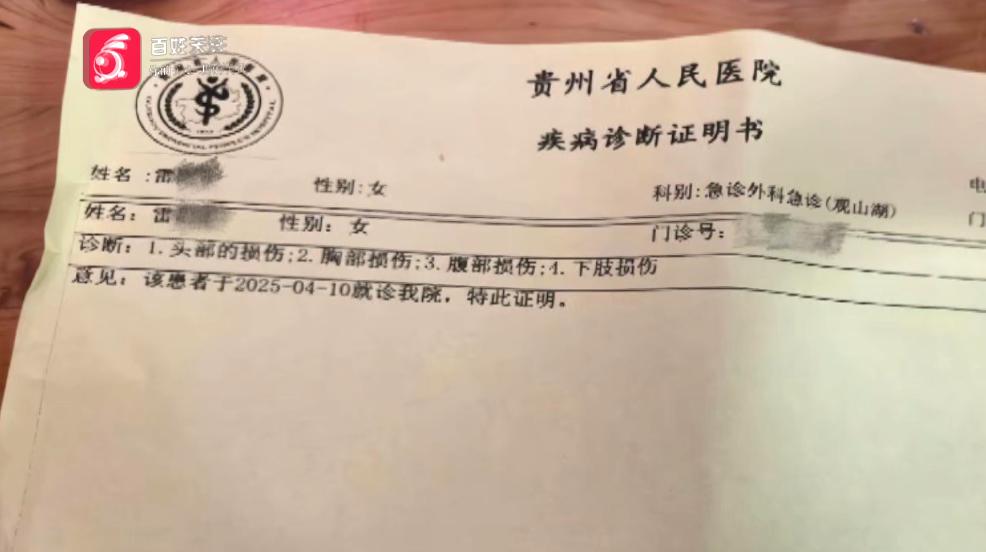 百姓关注
贵州省人民医院
疾病诊断证明书
姓名:雷 性别:女 科别:急诊外科急诊(观山湖) 电
姓名:雷 性别:女 门诊号: 门
诊断:1.头部的损伤;2.胸部损伤;3.腹部损伤;4.下肢损伤
意见:该患者于2025-04-10就诊我院,特此证明。